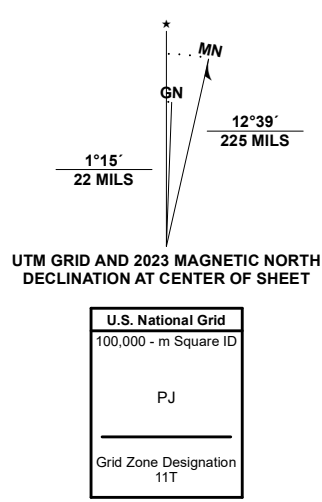 MN
GN
12°39´
225 MILS
1°15´
22 MILS
UTM GRID AND 2023 MAGNETIC NORTH
DECLINATION AT CENTER OF SHEET
U.S. National Grid
100,000 - m Square ID
PJ
Grid Zone Designation
11T